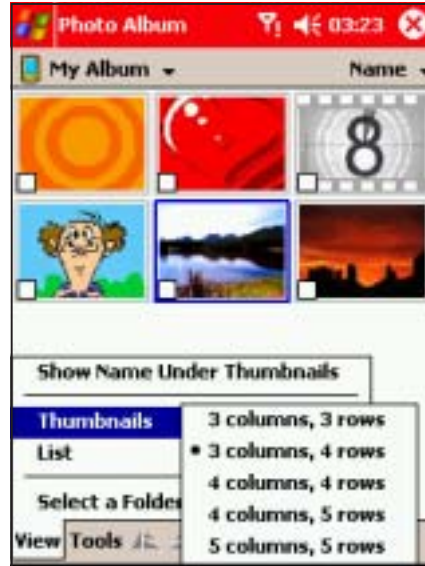 Photo Album 03:23
My Album Name
8
Show Name Under Thumbnails
Thumbnails
3 columns, 3 rows
List
3 columns, 4 rows
4 columns, 4 rows
Select a Folder
4 columns, 5 rows
View Tools
5 columns, 5 rows